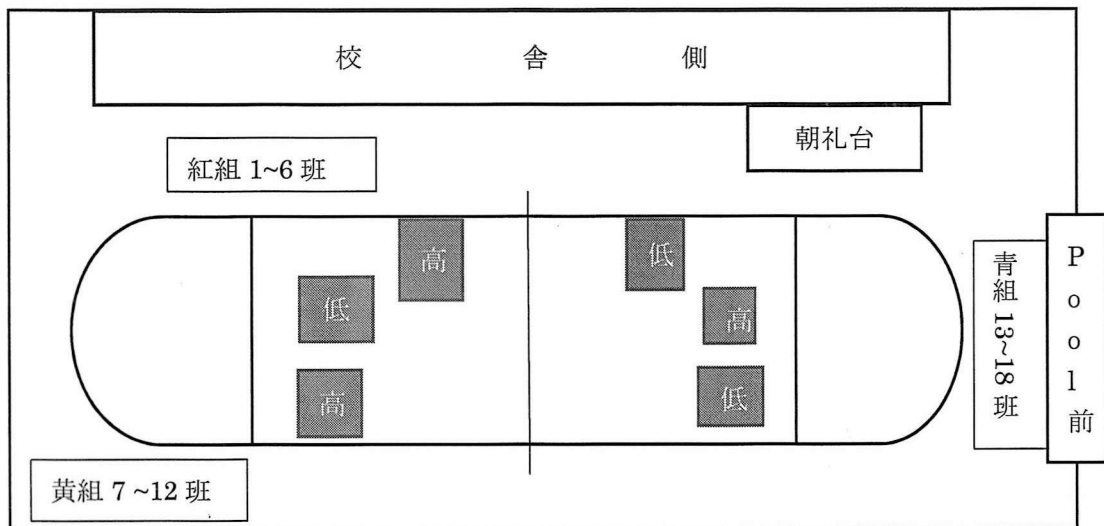 校 舎 側
朝礼台
紅組 1~6 班
高
低
低
高
高
低
青組 13~18 班
Pool 前
黄組 7 ~12 班